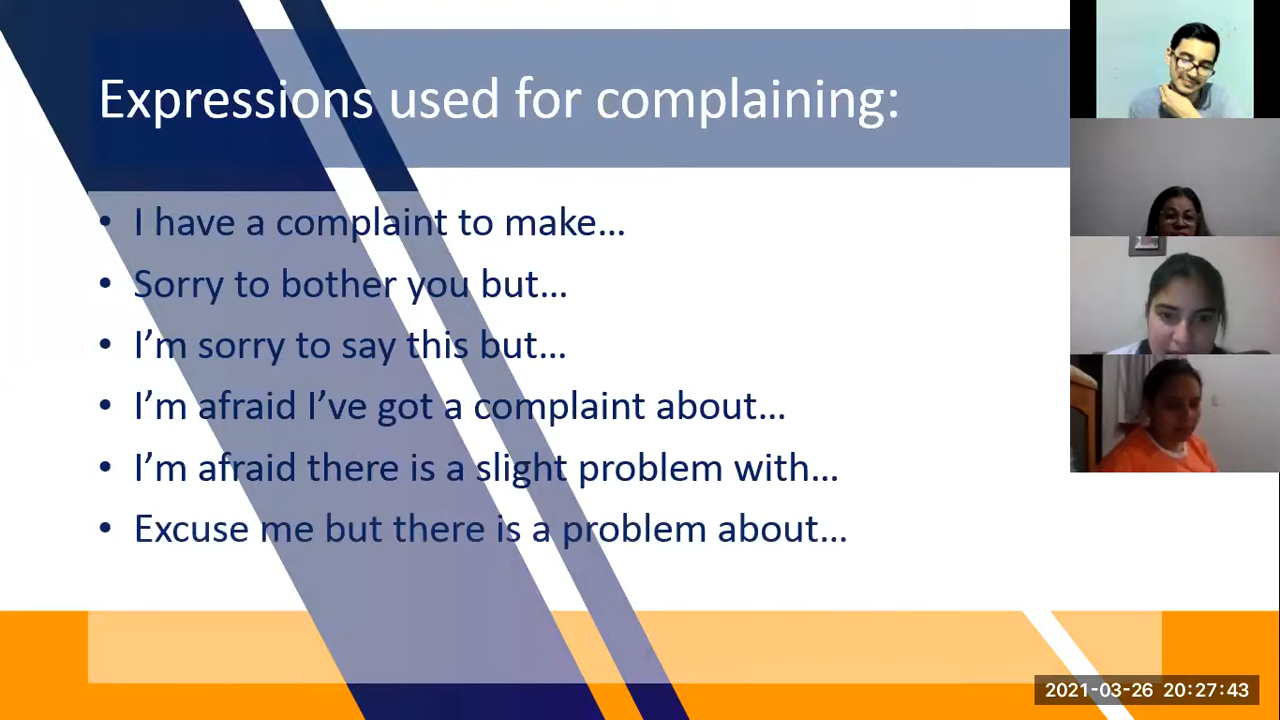 Expressions used for complaining:
• I have a complaint to make…
• Sorry to bother you but…
• I’m sorry to say this but…
• I’m afraid I’ve got a complaint about…
• I’m afraid there is a slight problem with…
• Excuse me but there is a problem about…
2021-03-26 20:27:43